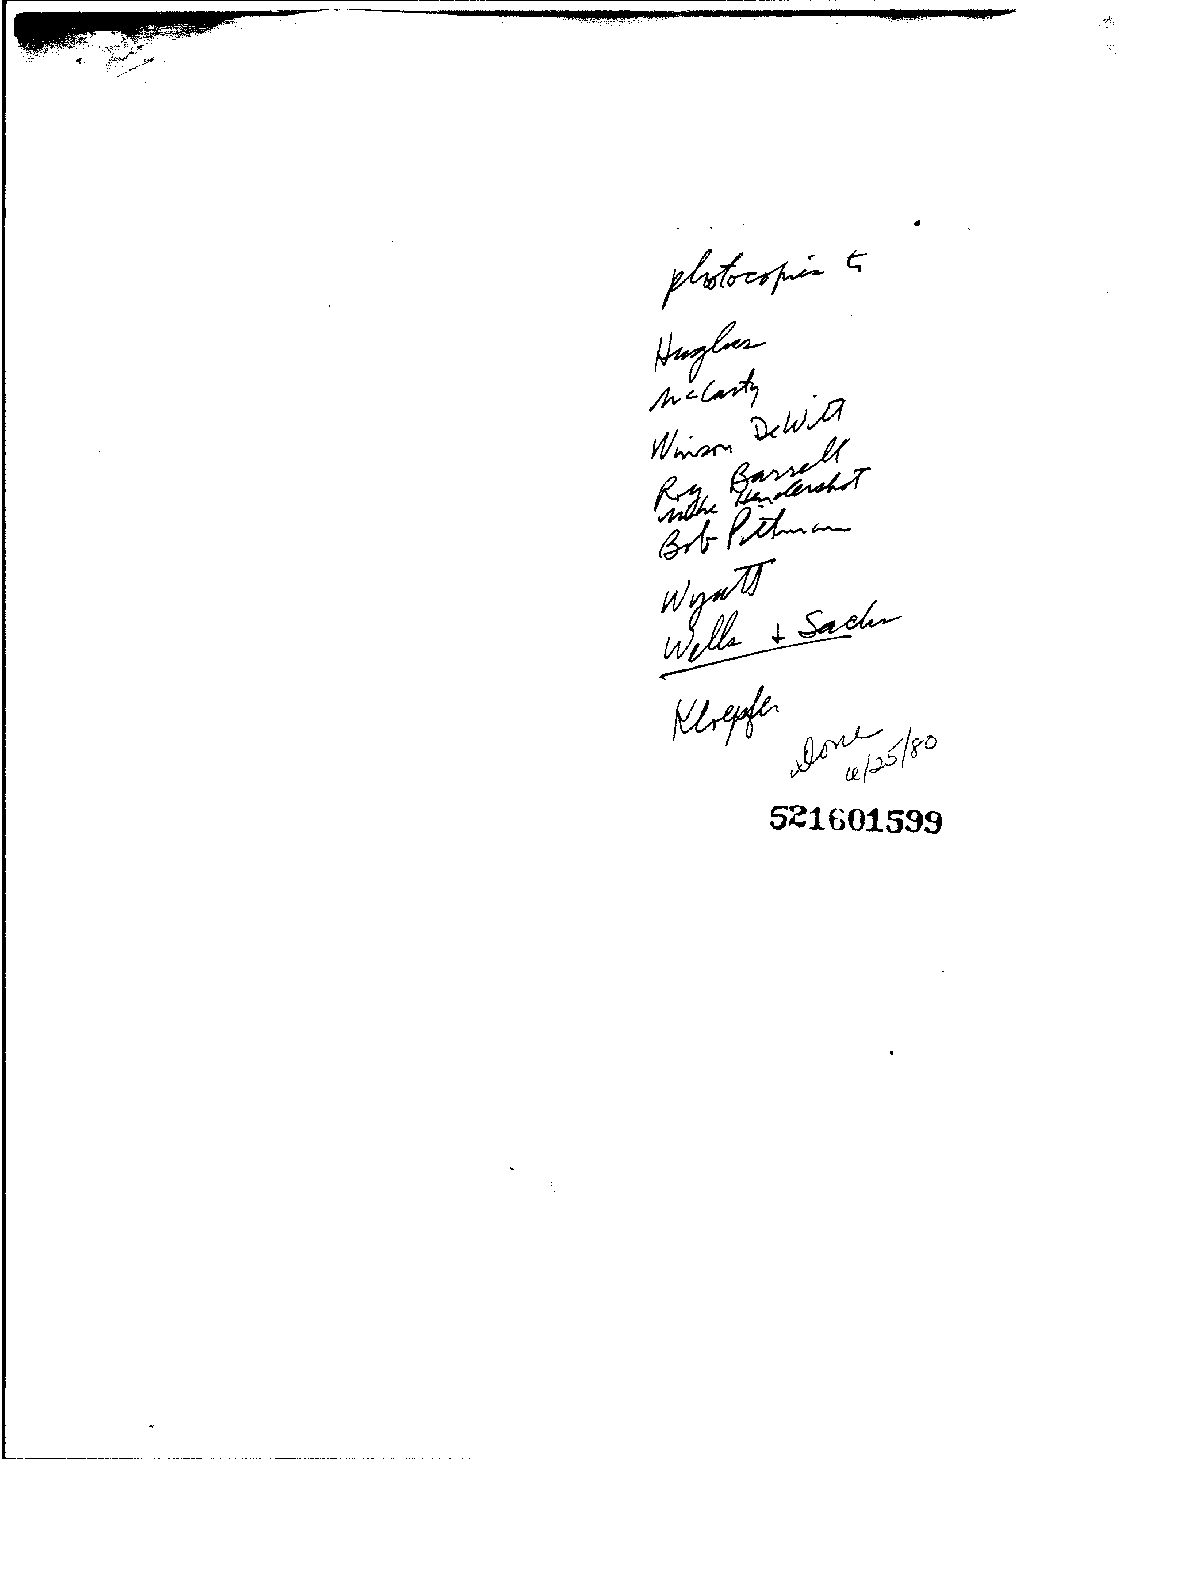 photocopies to
Hughes
McCarty
Winson DeWitt
Roy Barrett
Mike Hendershot
Bob Pittman
Wyatt
Wells + Sachs
Kloepfer
Done
6/25/80
521601599